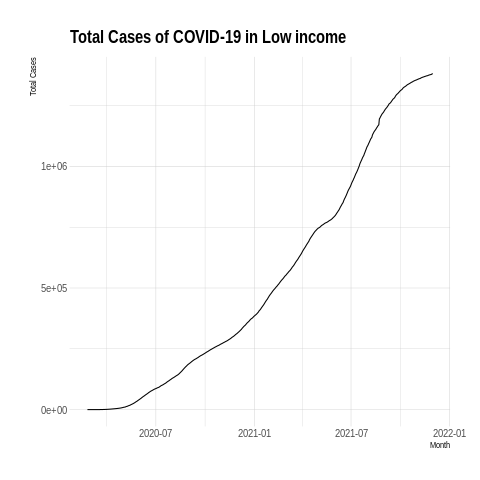 Total Cases of COVID-19 in Low income
Total Cases
1e+06
5e+05
0e+00
2020-07 2021-01 2021-07 2022-01
Month